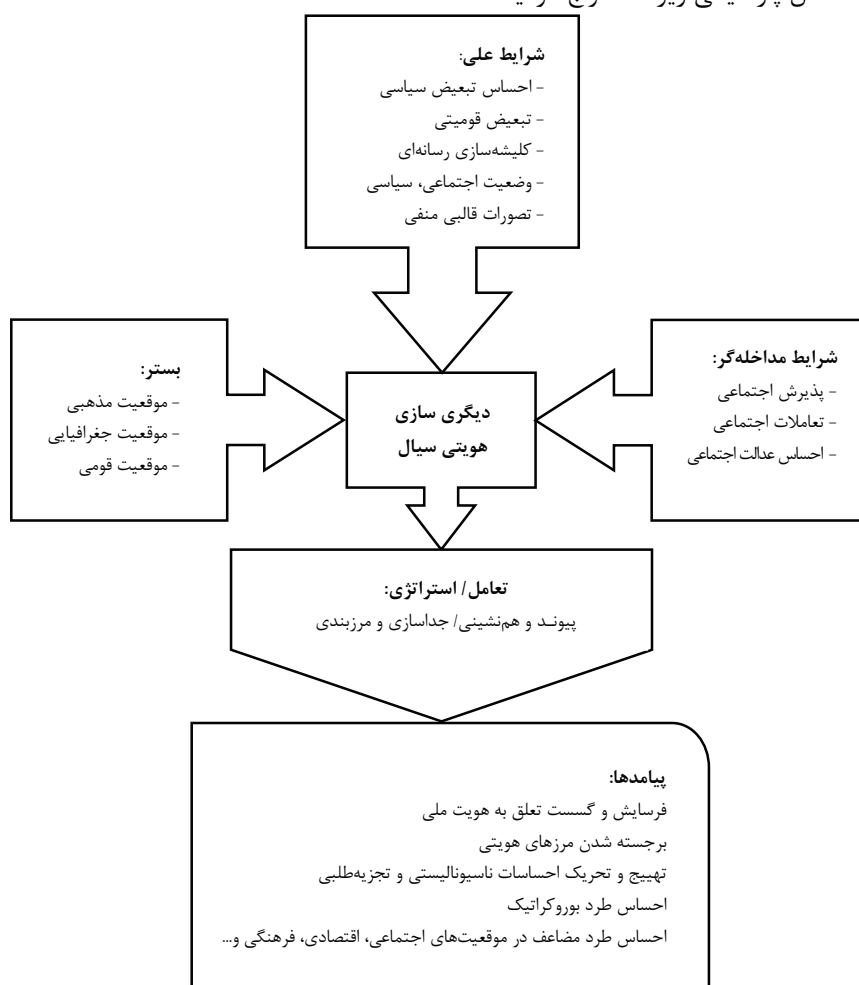 شرایط علی:
- احساس تبعیض سیاسی
- تبعیض قومیتی
- کلیشه‌سازی رسانه‌ای
- وضعیت اجتماعی، سیاسی
- تصورات قالبی منفی
شرایط مداخله‌گر:
- پذیرش اجتماعی
- تعاملات اجتماعی
- احساس عدالت اجتماعی
دیگری سازی
هویتی سیال
بستر:
- موقعیت مذهبی
- موقعیت جغرافیایی
- موقعیت قومی
تعامل/ استراتژی:
پیونـد و هم‌نشینی/ جداسازی و مرزبندی
پیامدها:
فرسایش و گسست تعلق به هویت ملی
برجسته شدن مرزهای هویتی
تهییج و تحریک احساسات ناسیونالیستی و تجزیه‌طلبی
احساس طرد بوروکراتیک
احساس طرد مضاعف در موقعیت‌های اجتماعی، اقتصادی، فرهنگی و...